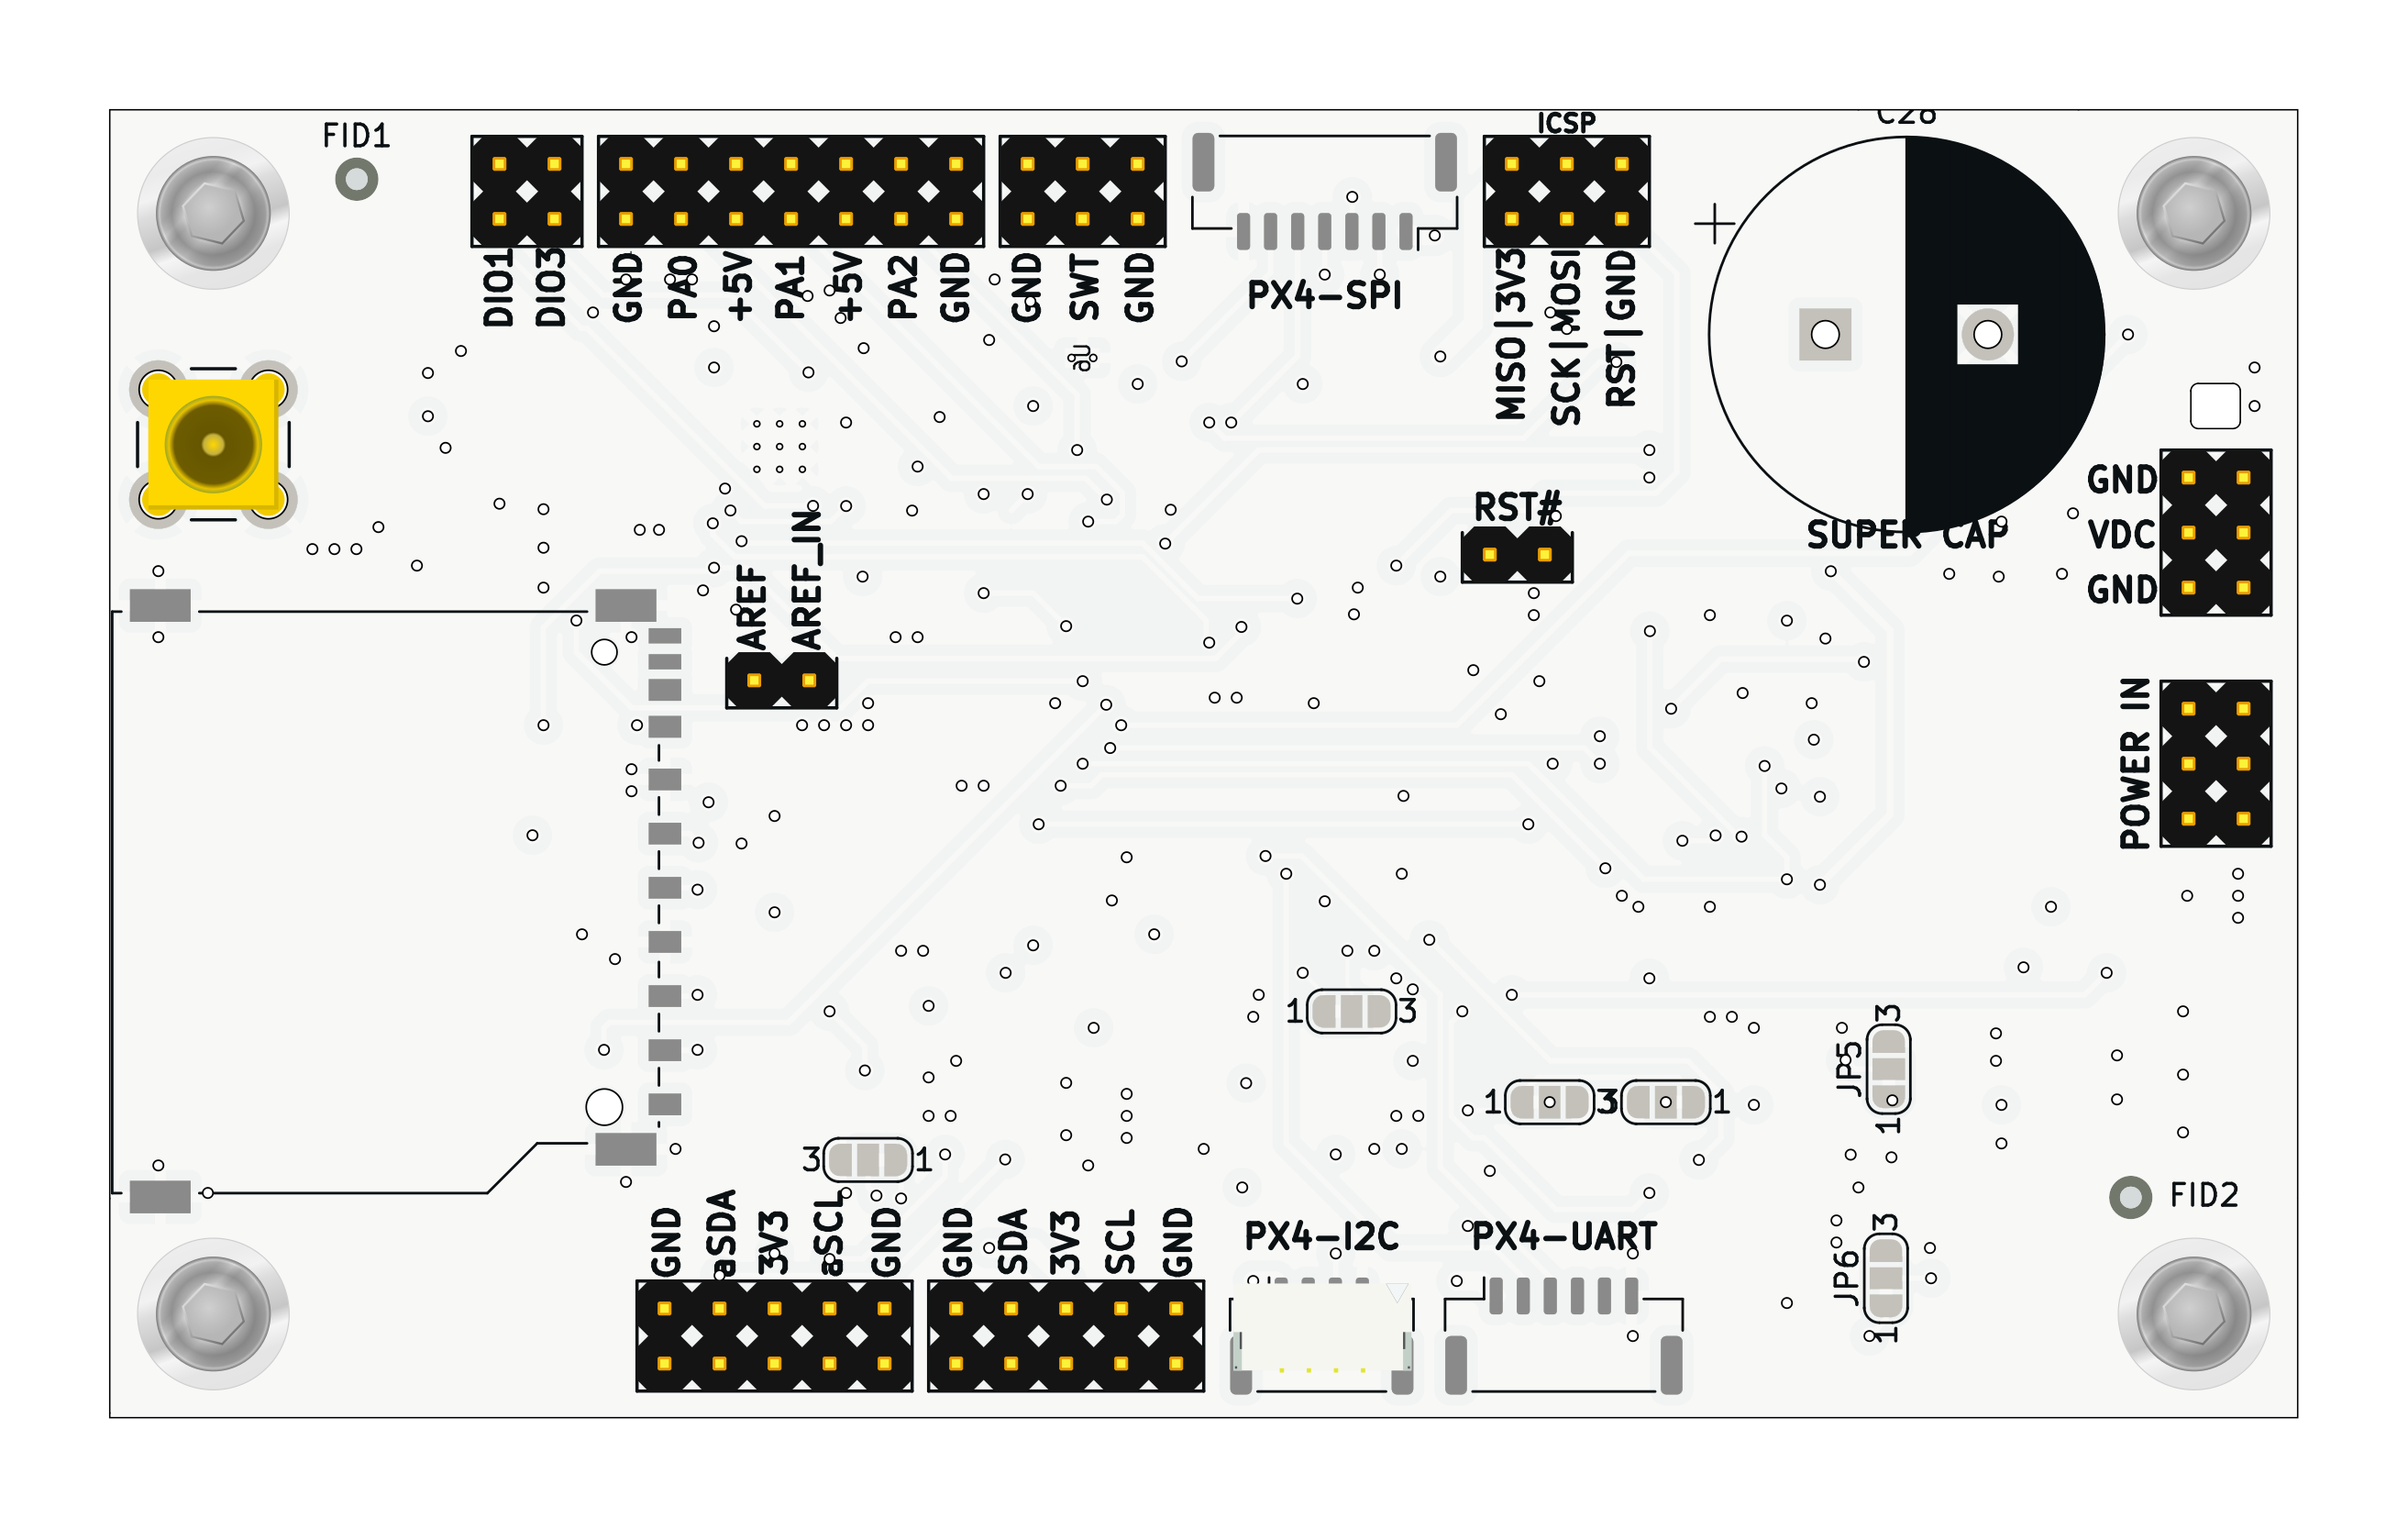 FID1
ICSP
C28
DIO1
DIO3
GND
PA0
+5V
PA1
+5V
PA2
GND
GND
SWT
GND
PX4-SPI
MISO|3V3
SCK|MOSI
RST|GND
au
RST#
SUPER CAP
GND
VDC
GND
AREF
AREF_IN
POWER IN
1 3
3
JP5
1
1 3
3 1
3 1
FID2
GND
aSDA
3V3
aSCL
GND
GND
SDA
3V3
SCL
GND
PX4-I2C
PX4-UART
3
JP6
1